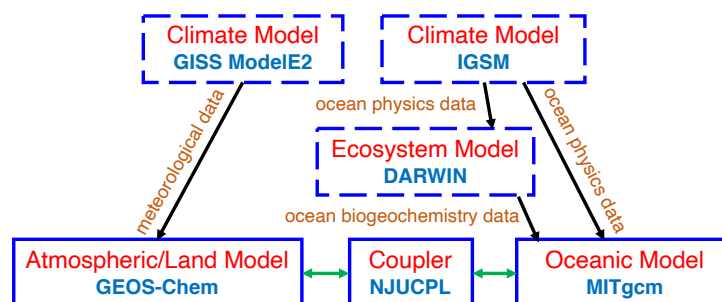 Climate Model
GISS ModelE2
Climate Model
IGSM
ocean physics data
meteorological data
ocean physics data
Ecosystem Model
DARWIN
ocean biogeochemistry data
Atmospheric/Land Model
GEOS-Chem
Coupler
NJUCPL
Oceanic Model
MITgcm